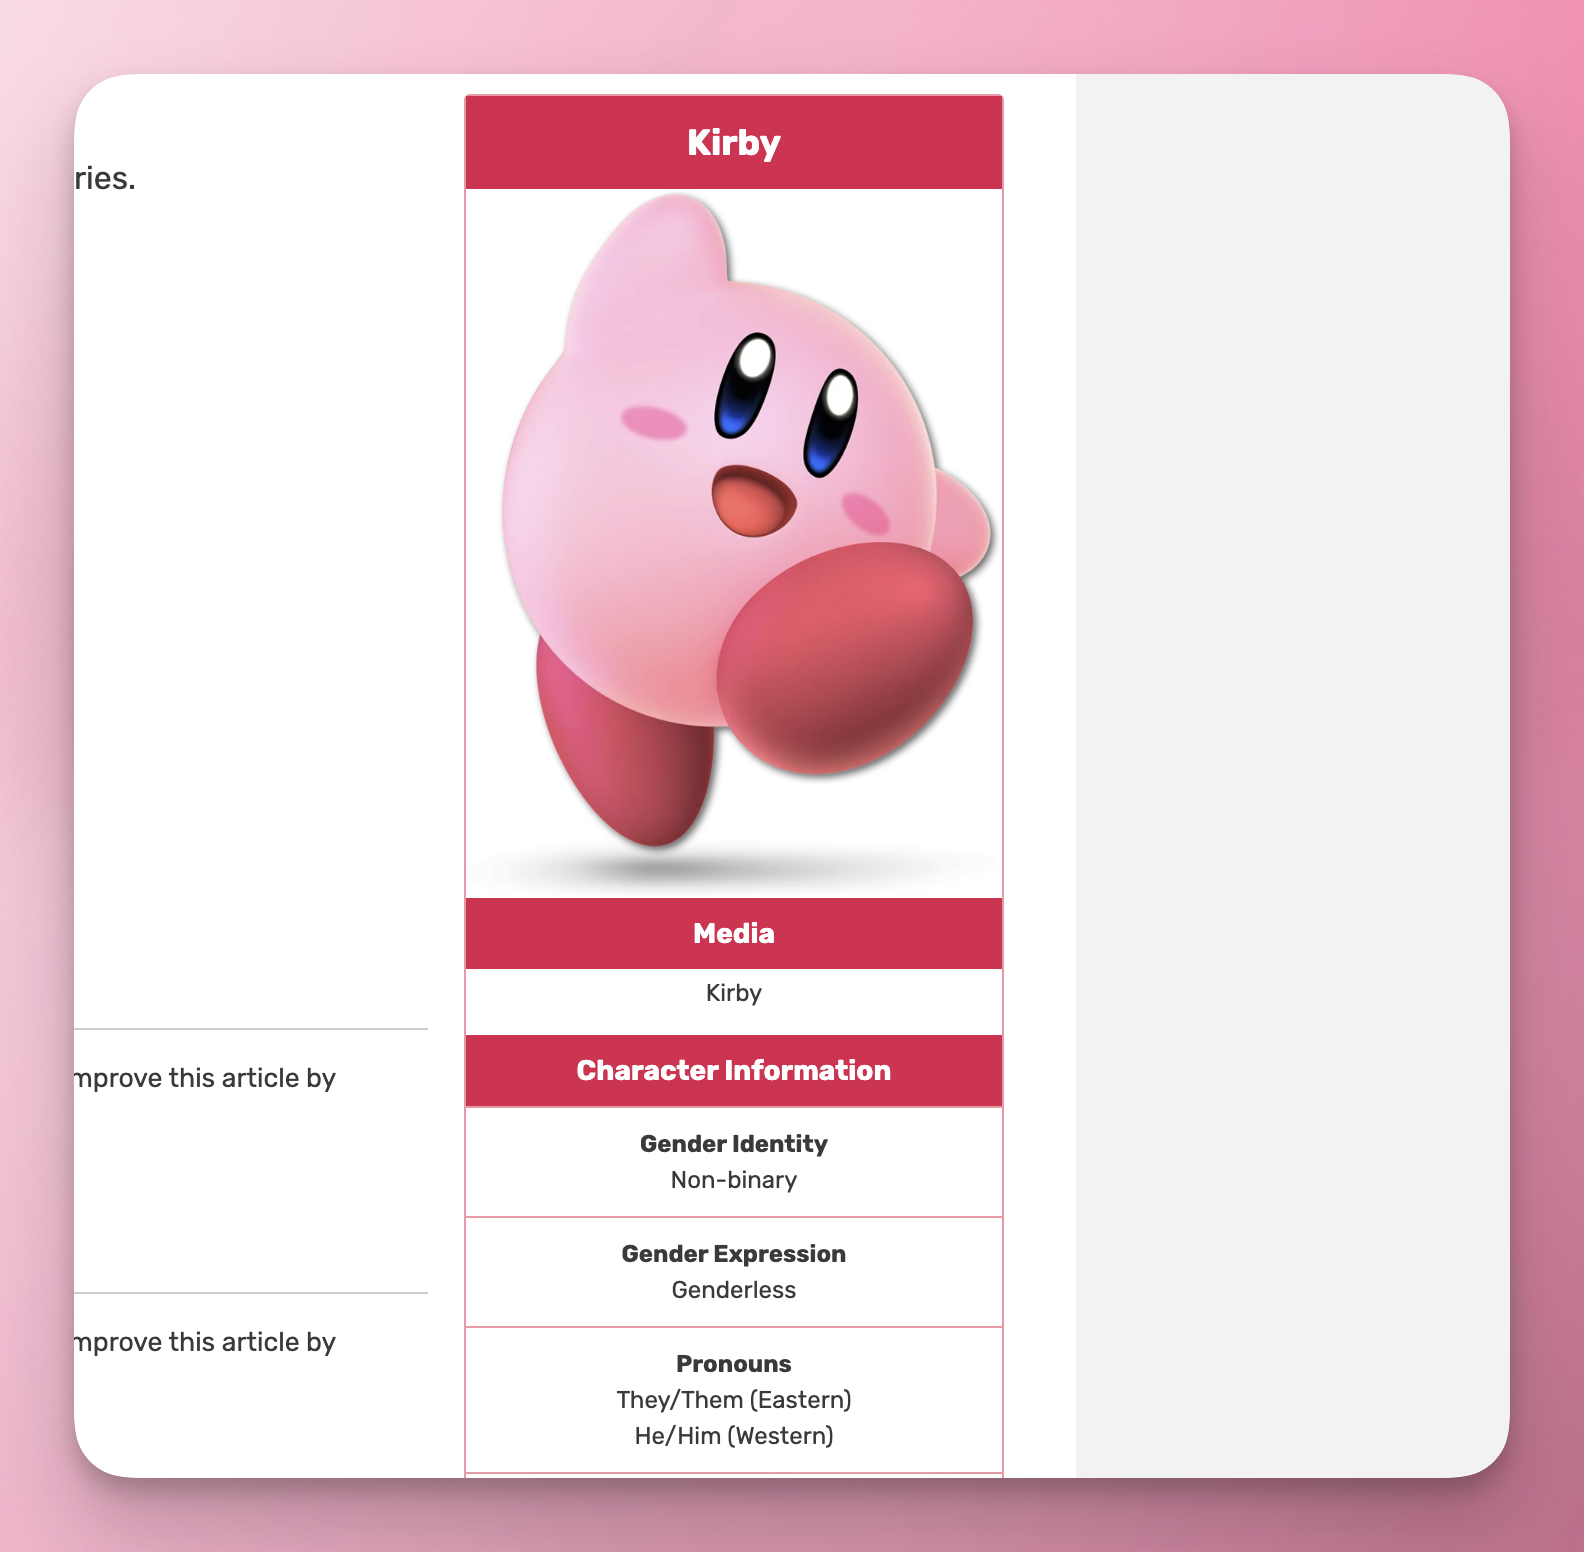 ries.
mprove this article by
mprove this article by
Kirby
Media
Kirby
Character Information
Gender Identity
Non-binary
Gender Expression
Genderless
Pronouns
They/Them (Eastern)
He/Him (Western)